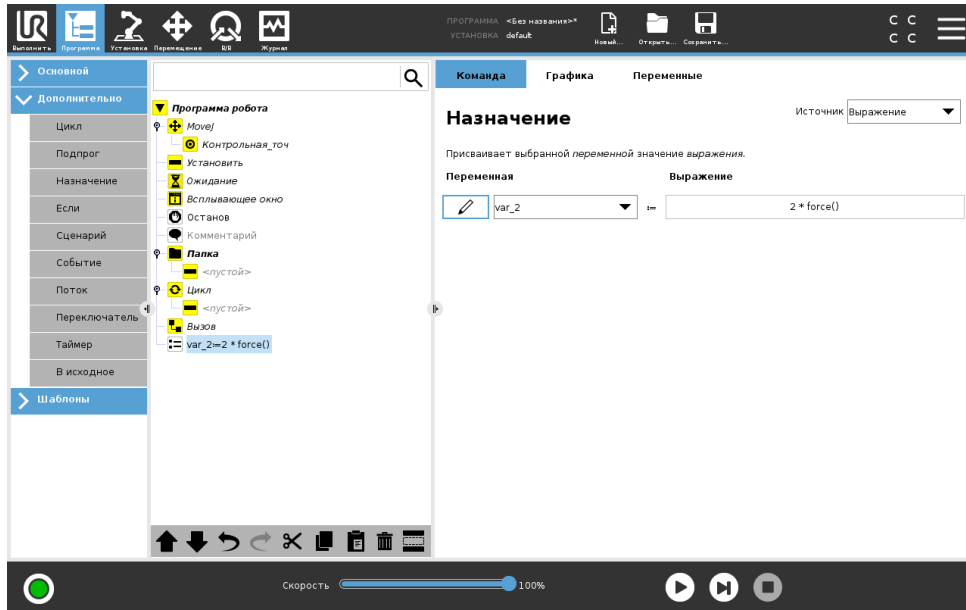 UR
Выполнить
Программа
Установка
Перемещение
В/В
Журнал
ПРОГРАММА <Без названия>*
УСТАНОВКА default
Новый...
Открыть...
Сохранить...
C C
C C
Основной
Дополнительно
Цикл
Подпрог
Назначение
Если
Сценарий
Событие
Поток
Переключатель
Таймер
В исходное
Шаблоны
Программа робота
MoveJ
Контрольная_точ
Установить
Ожидание
Всплывающее окно
Останов
Комментарий
Папка
<пустой>
Цикл
<пустой>
Вызов
var_2≔2 * force()
Команда
Графика
Переменные
Назначение
Источник Выражение
Присваивает выбранной переменной значение выражения.
Переменная
Выражение
var_2 ≔ 2 * force()
Скорость 100%